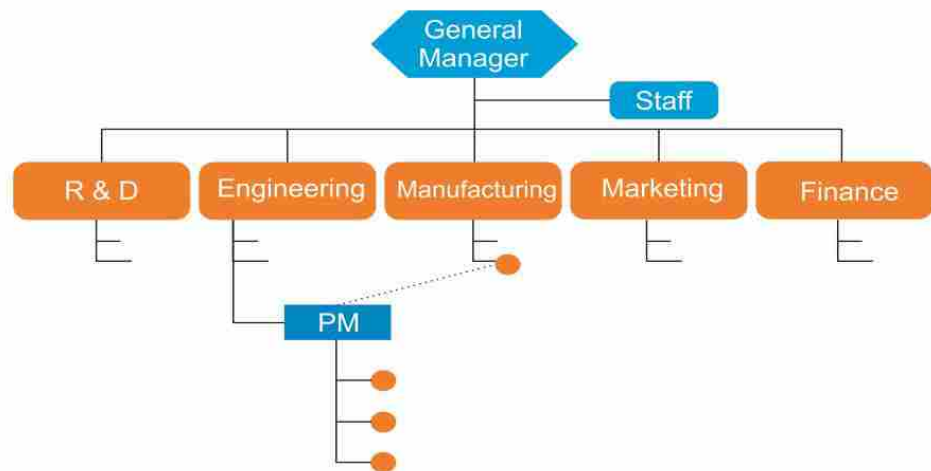 General
Manager
Staff
R & D
Engineering
Manufacturing
Marketing
Finance
PM